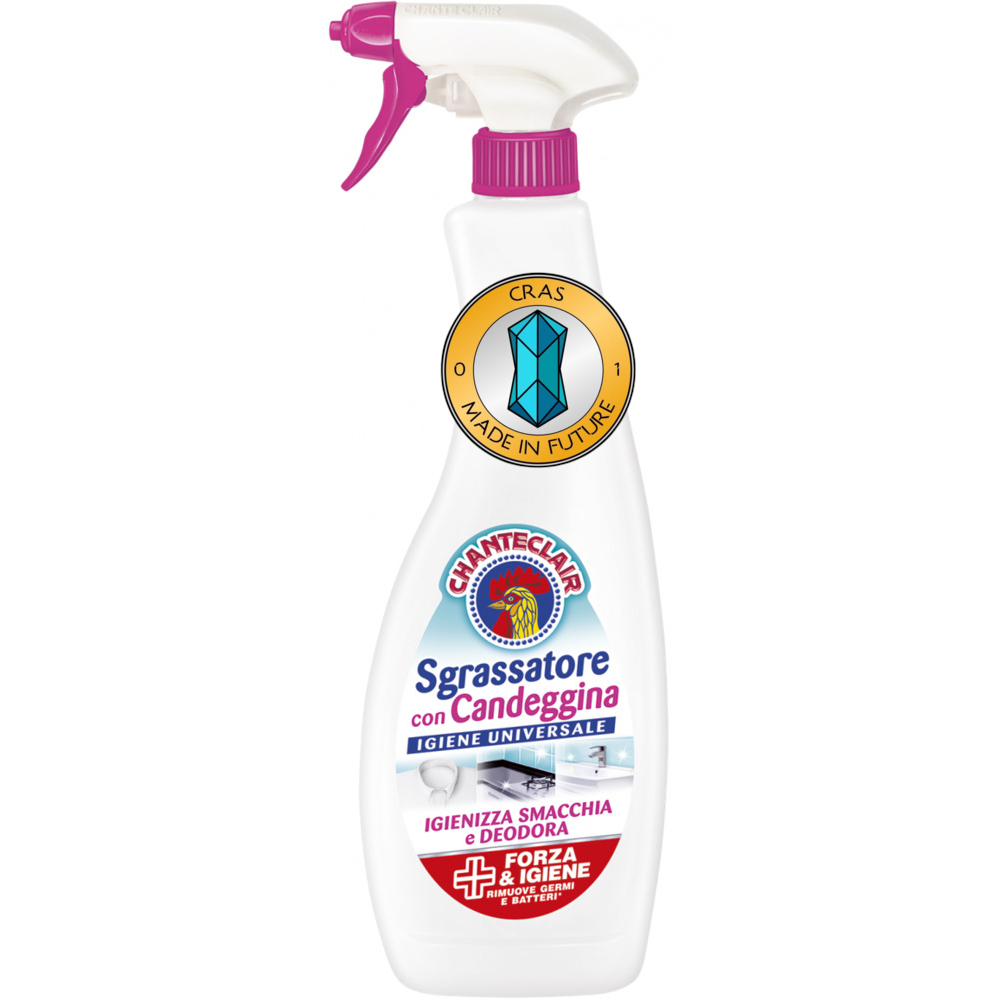 CHANTECLAIR
CRAS
0 1
MADE IN FUTURE
CHANTECLAIR
Sgrassatore
con Candeggina
IGIENE UNIVERSALE
IGIENIZZA SMACCHIA
e DEODORA
FORZA
& IGIENE
RIMUOVE GERMI
E BATTERI*